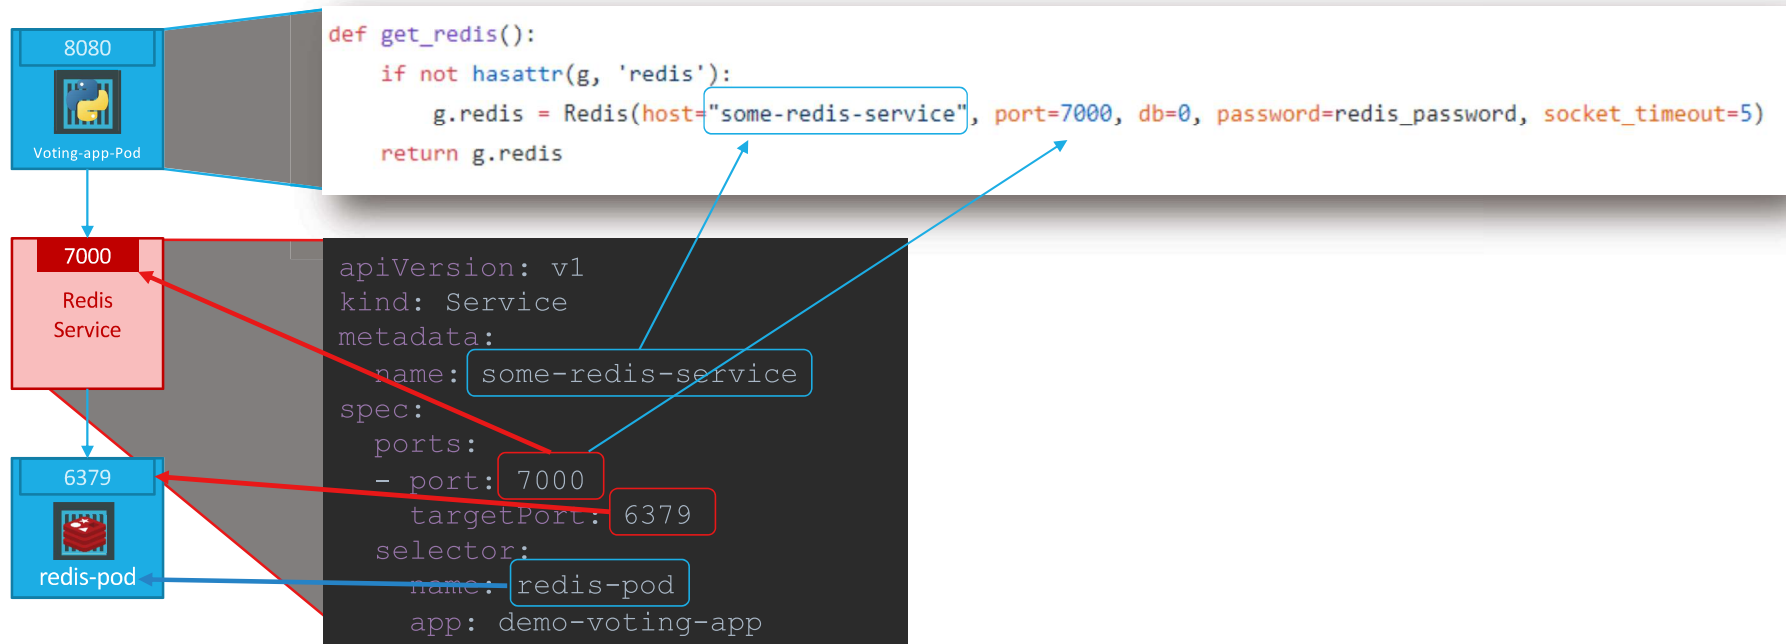 8080
Voting-app-Pod
def get_redis():
    if not hasattr(g, 'redis'):
        g.redis = Redis(host="some-redis-service", port=7000, db=0, password=redis_password, socket_timeout=5)
    return g.redis
7000
Redis
Service
6379
redis-pod
apiVersion: v1
kind: Service
metadata:
  name: some-redis-service
spec:
  ports:
  - port: 7000
    targetPort: 6379
  selector:
    name: redis-pod
    app: demo-voting-app